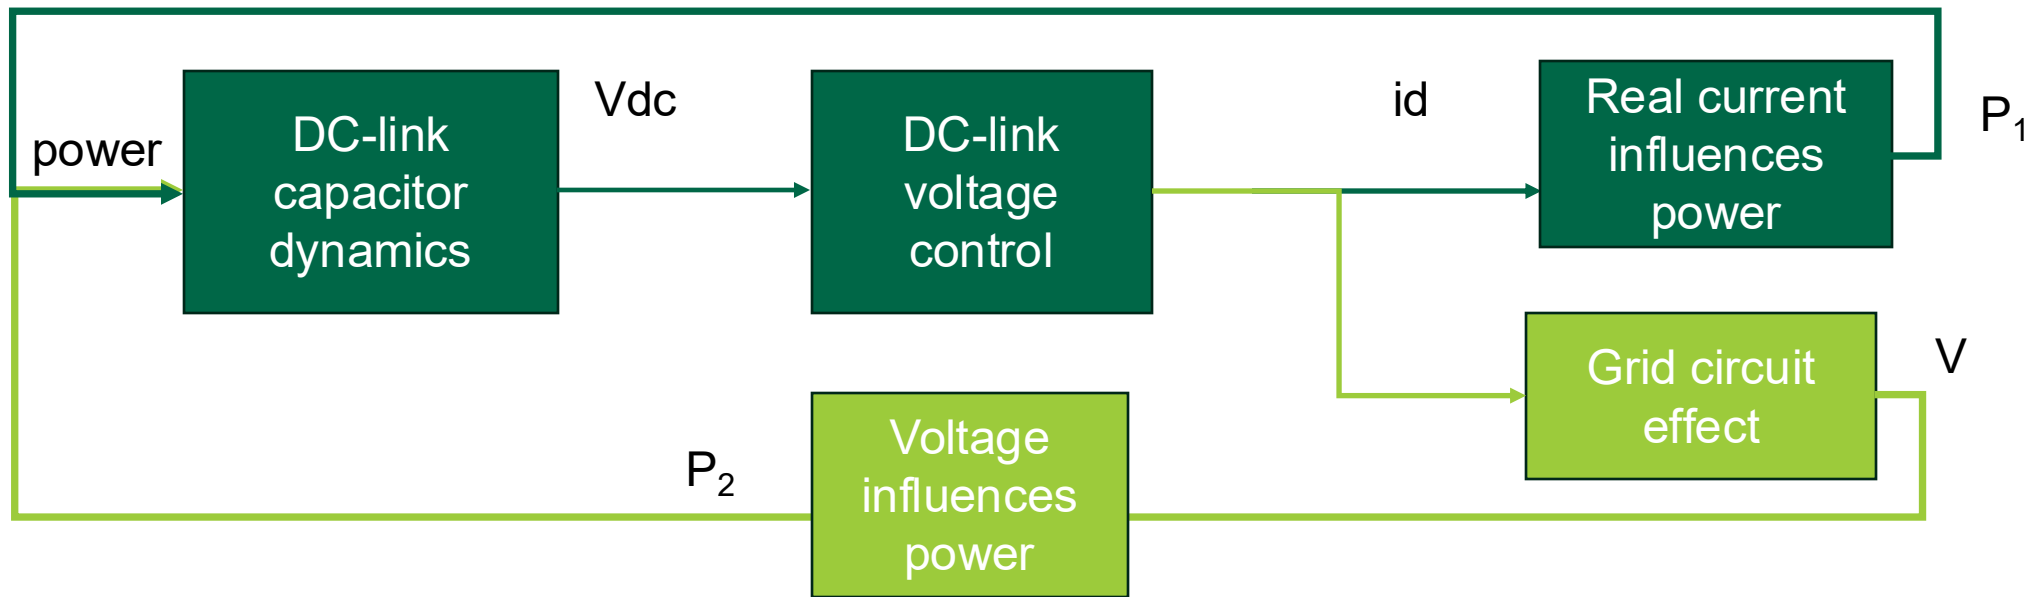 power
DC-link
capacitor
dynamics
Vdc
DC-link
voltage
control
id
Real current
influences
power
P₁
Grid circuit
effect
V
Voltage
influences
power
P₂